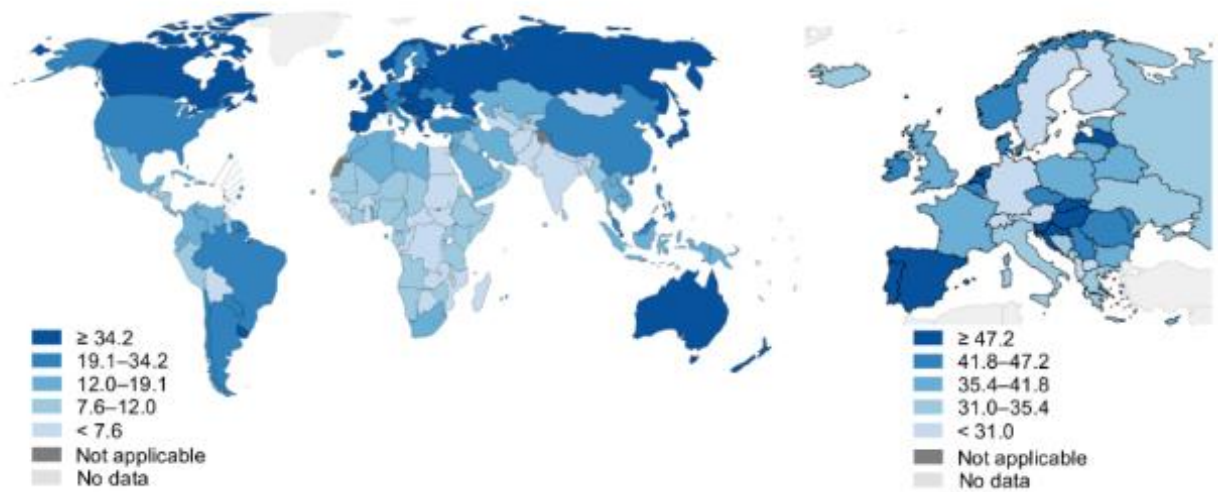 ≥ 34.2
19.1–34.2
12.0–19.1
7.6–12.0
< 7.6
Not applicable
No data
≥ 47.2
41.8–47.2
35.4–41.8
31.0–35.4
< 31.0
Not applicable
No data